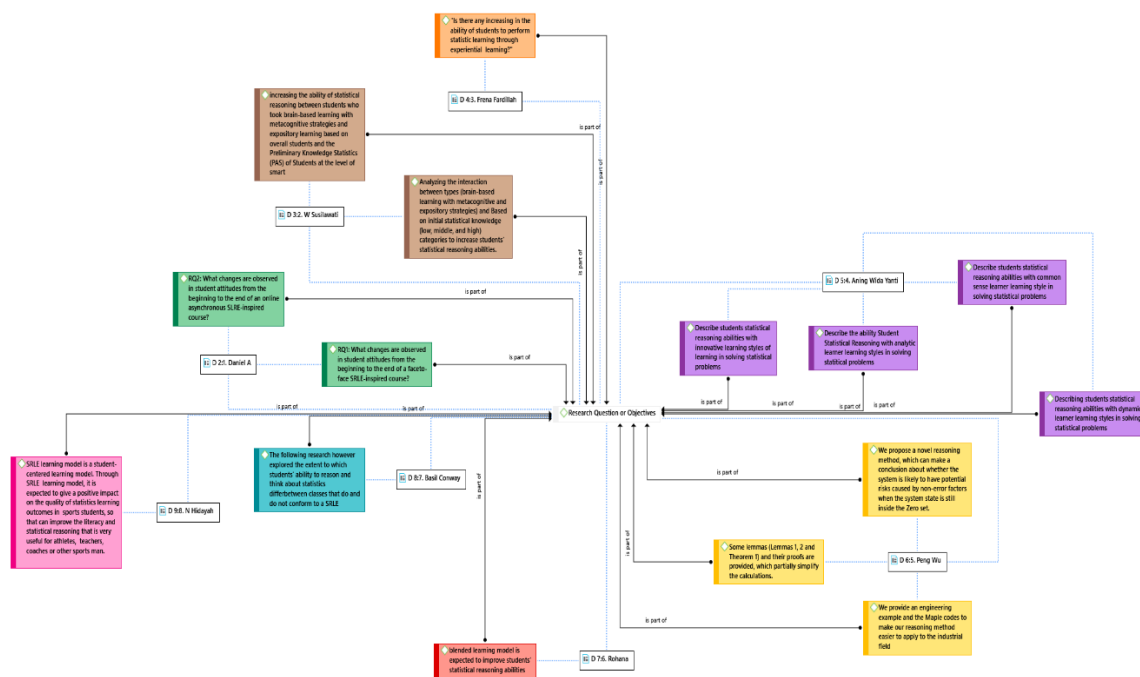 "Is there any increasing in the
ability of students to perform
statistic learning through
experiential learning?"
D 4:3. Frena Fardillah
is part of
increasing the ability of statistical
reasoning between students who
took brain-based learning with
metacognitive strategies and
expository learning based on
overall students and the
Preliminary Knowledge Statistics
(PAS) of Students at the level of
smart
is part of
Analyzing the interaction
between types (brain-based
learning with metacognitive and
expository strategies) and Based
on initial statistical knowledge
(low, middle, and high)
categories to increase students'
statistical reasoning abilities.
is part of
D 3:2. W Susilawati
RQ2: What changes are observed
in student attitudes from the
beginning to the end of an online
asynchronous SLRE-inspired
course?
is part of
D 2:1. Daniel A
RQ1: What changes are observed
in student attitudes from the
beginning to the end of a faceto-
face SRLE-inspired course?
is part of
D 5:4. Aning Wida Yanti
Describe students statistical
reasoning abilities with common
sense learner learning style in
solving statistical problems
is part of
Describe students statistical
reasoning abilities with
innovative learning styles of
learning in solving statistical
problems
is part of
Describe the ability Student
Statistical Reasoning with analytic
learner learning styles in solving
statitical problems
is part of
Describing students statistical
reasoning abilities with dynamic
learner learning styles in solving
statistical problems
is part of
Research Question or Objectives
is part of
is part of
SRLE learning model is a student-
centered learning model. Through
SRLE learning model, it is
expected to give a positive impact
on the quality of statistics learning
outcomes in sports students, so
that can improve the literacy and
statistical reasoning that is very
useful for athletes, teachers,
coaches or other sports man.
D 9:8. N Hidayah
The following research however
explored the extent to which
students' ability to reason and
think about statistics
differbetween classes that do and
do not conform to a SRLE
D 8:7. Basil Conway
is part of
We propose a novel reasoning
method, which can make a
conclusion about whether the
system is likely to have potential
risks caused by non-error factors
when the system state is still
inside the Zero set.
is part of
is part of
Some lemmas (Lemmas 1, 2 and
Theorem 1) and their proofs are
provided, which partially simplify
the calculations.
D 6:5. Peng Wu
We provide an engineering
example and the Maple codes to
make our reasoning method
easier to apply to the industrial
field
is part of
blended learning model is
expected to improve students'
statistical reasoning abilities
D 7:6. Rohana